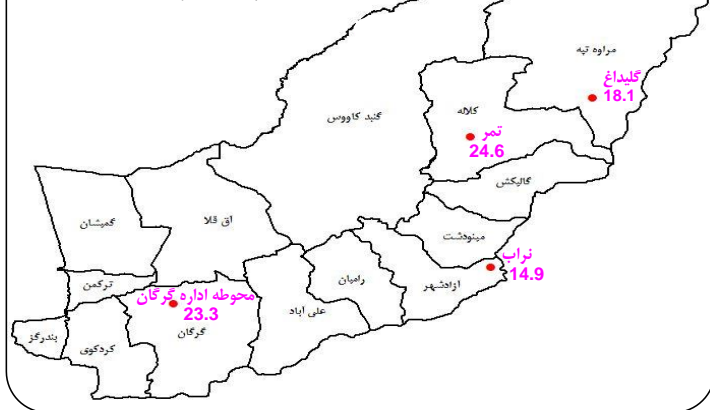 مراوه تپه
گلیداغ
18.1
کلاله
گنبد کاووس
تمر
24.6
گالیکش
گمیشان
اق قلا
مینودشت
نراب
14.9
ترکمن
رامیان
ازادشهر
محوطه اداره گرگان
23.3
علی آباد
گرگان
بندرگز
کردکوی